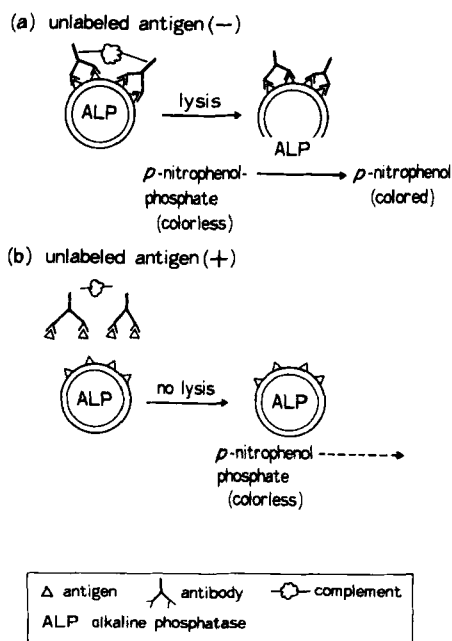 (a) unlabeled antigen (−)
ALP
lysis
ALP
p-nitrophenol-
phosphate
(colorless)
p-nitrophenol
(colored)
(b) unlabeled antigen (+)
ALP
no lysis
ALP
p-nitrophenol
phosphate
(colorless)
antigen
antibody
complement
ALP alkaline phosphatase